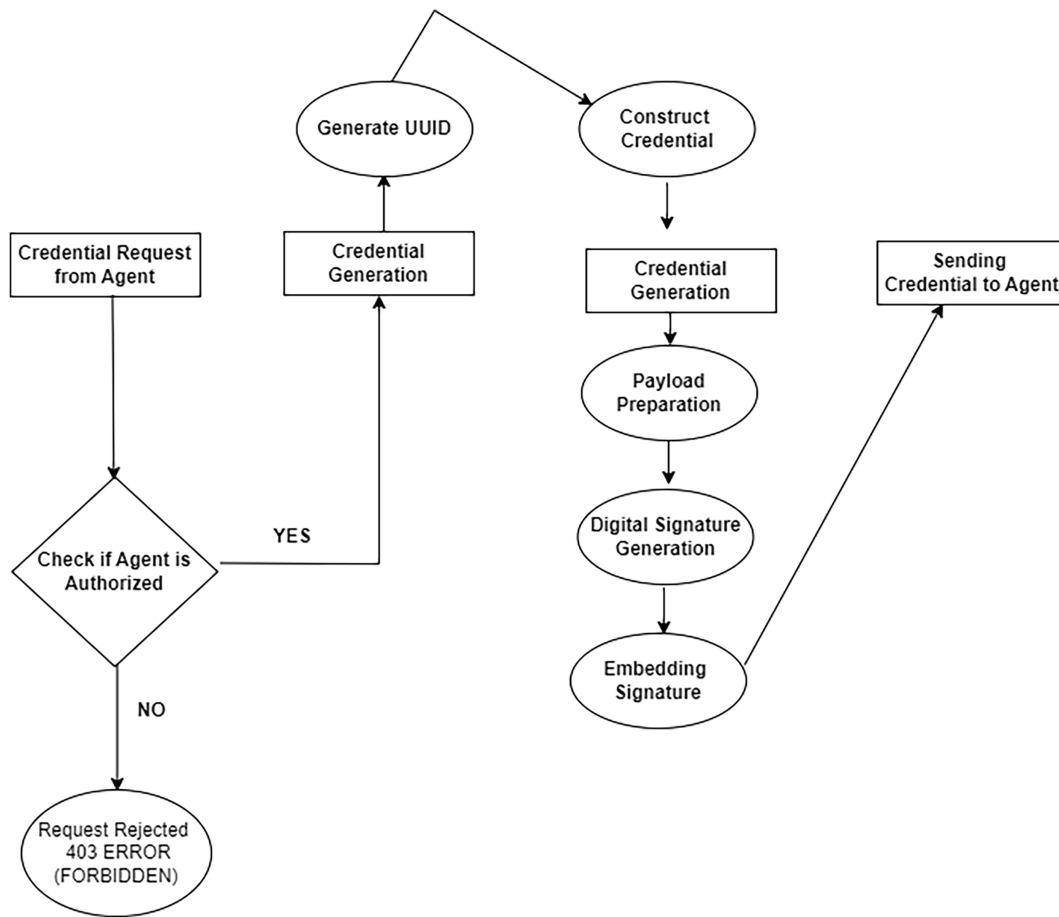 Credential Request
from Agent
Check if Agent is
Authorized
YES
NO
Request Rejected
403 ERROR
(FORBIDDEN)
Credential
Generation
Generate UUID
Construct
Credential
Credential
Generation
Payload
Preparation
Digital Signature
Generation
Embedding
Signature
Sending
Credential to Agent